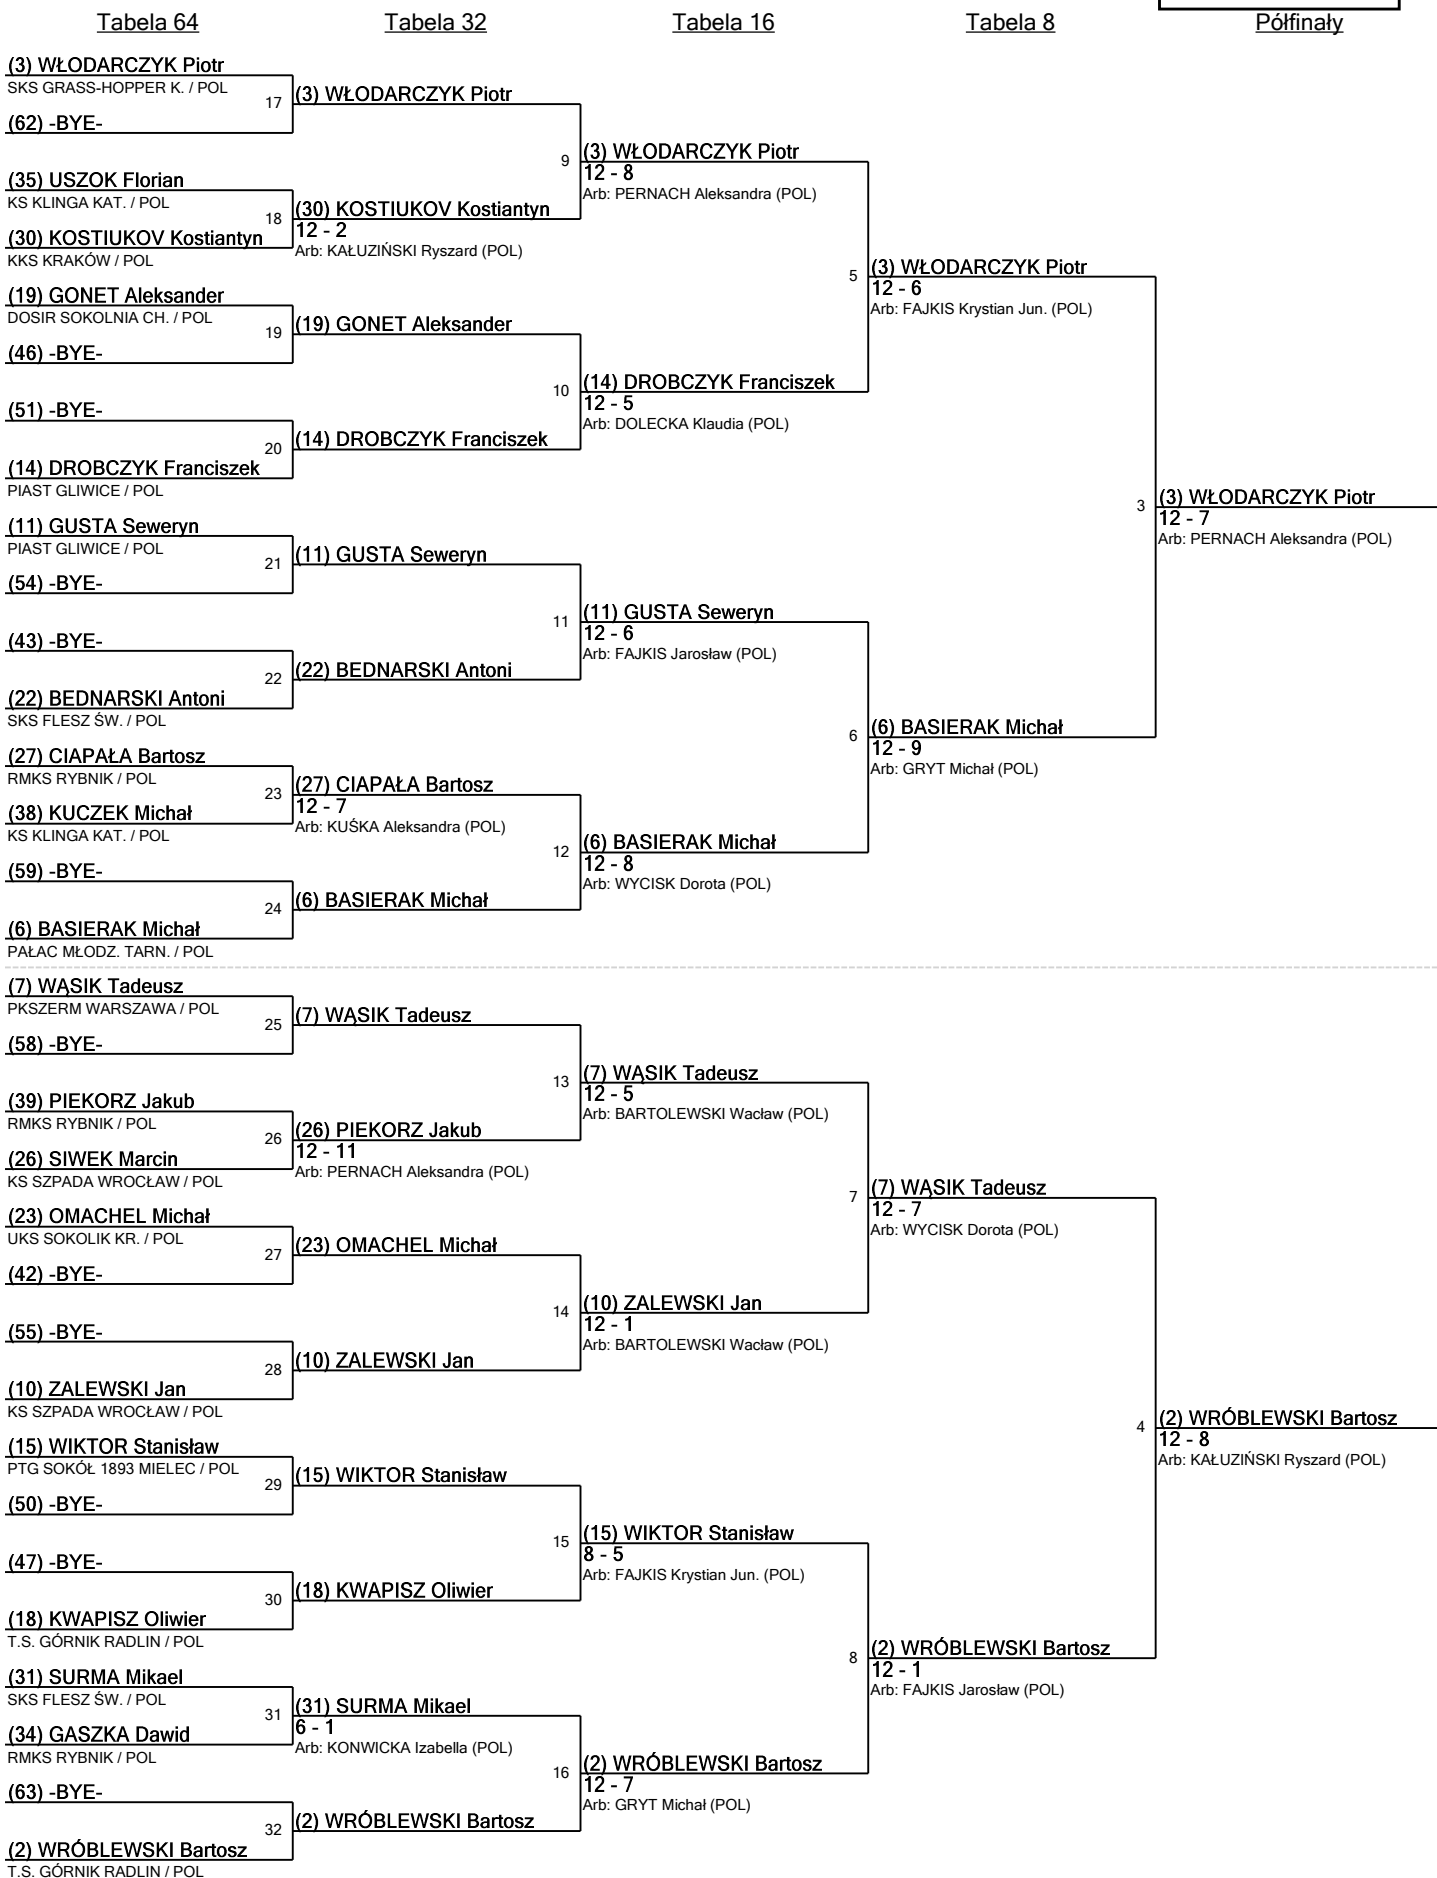 Tabela 64
Tabela 32
Tabela 16
Tabela 8
Półfinały
(3) WŁODARCZYK Piotr
SKS GRASS-HOPPER K. / POL
17
(62) -BYE-
(3) WŁODARCZYK Piotr
9
(35) USZOK Florian
KS KLINGA KAT. / POL
18
(30) KOSTIUKOV Kostiantyn
KKS KRAKÓW / POL
(30) KOSTIUKOV Kostiantyn
12 - 2
Arb: KAŁUZIŃSKI Ryszard (POL)
(3) WŁODARCZYK Piotr
12 - 8
Arb: PERNACH Aleksandra (POL)
5
(19) GONET Aleksander
DOSIR SOKOLNIA CH. / POL
19
(46) -BYE-
(19) GONET Aleksander
10
(51) -BYE-
20
(14) DROBCZYK Franciszek
PIAST GLIWICE / POL
(14) DROBCZYK Franciszek
(14) DROBCZYK Franciszek
12 - 5
Arb: DOLECKA Klaudia (POL)
(3) WŁODARCZYK Piotr
12 - 6
Arb: FAJKIS Krystian Jun. (POL)
3
(11) GUSTA Seweryn
PIAST GLIWICE / POL
21
(54) -BYE-
(11) GUSTA Seweryn
11
(43) -BYE-
22
(22) BEDNARSKI Antoni
SKS FLESZ ŚW. / POL
(22) BEDNARSKI Antoni
(11) GUSTA Seweryn
12 - 6
Arb: FAJKIS Jarosław (POL)
6
(27) CIAPAŁA Bartosz
RMKS RYBNIK / POL
23
(38) KUCZEK Michał
KS KLINGA KAT. / POL
(27) CIAPAŁA Bartosz
12 - 7
Arb: KUŚKA Aleksandra (POL)
12
(59) -BYE-
24
(6) BASIERAK Michał
PAŁAC MŁODZ. TARN. / POL
(6) BASIERAK Michał
(6) BASIERAK Michał
12 - 8
Arb: WYCISK Dorota (POL)
(6) BASIERAK Michał
12 - 9
Arb: GRYT Michał (POL)
(3) WŁODARCZYK Piotr
12 - 7
Arb: PERNACH Aleksandra (POL)
(7) WĄSIK Tadeusz
PKSZERM WARSZAWA / POL
25
(58) -BYE-
(7) WĄSIK Tadeusz
13
(39) PIEKORZ Jakub
RMKS RYBNIK / POL
26
(26) SIWEK Marcin
KS SZPADA WROCŁAW / POL
(26) PIEKORZ Jakub
12 - 11
Arb: PERNACH Aleksandra (POL)
(7) WĄSIK Tadeusz
12 - 5
Arb: BARTOLEWSKI Wacław (POL)
7
(23) OMACHEL Michał
UKS SOKOLIK KR. / POL
27
(42) -BYE-
(23) OMACHEL Michał
14
(55) -BYE-
28
(10) ZALEWSKI Jan
KS SZPADA WROCŁAW / POL
(10) ZALEWSKI Jan
(10) ZALEWSKI Jan
12 - 1
Arb: BARTOLEWSKI Wacław (POL)
(7) WĄSIK Tadeusz
12 - 7
Arb: WYCISK Dorota (POL)
4
(15) WIKTOR Stanisław
PTG SOKÓŁ 1893 MIELEC / POL
29
(50) -BYE-
(15) WIKTOR Stanisław
15
(47) -BYE-
30
(18) KWAPISZ Oliwier
T.S. GÓRNIK RADLIN / POL
(18) KWAPISZ Oliwier
(15) WIKTOR Stanisław
8 - 5
Arb: FAJKIS Krystian Jun. (POL)
8
(31) SURMA Mikael
SKS FLESZ ŚW. / POL
31
(34) GASZKA Dawid
RMKS RYBNIK / POL
(31) SURMA Mikael
6 - 1
Arb: KONWICKA Izabella (POL)
16
(63) -BYE-
32
(2) WRÓBLEWSKI Bartosz
T.S. GÓRNIK RADLIN / POL
(2) WRÓBLEWSKI Bartosz
(2) WRÓBLEWSKI Bartosz
12 - 7
Arb: GRYT Michał (POL)
(2) WRÓBLEWSKI Bartosz
12 - 1
Arb: FAJKIS Jarosław (POL)
(2) WRÓBLEWSKI Bartosz
12 - 8
Arb: KAŁUZIŃSKI Ryszard (POL)